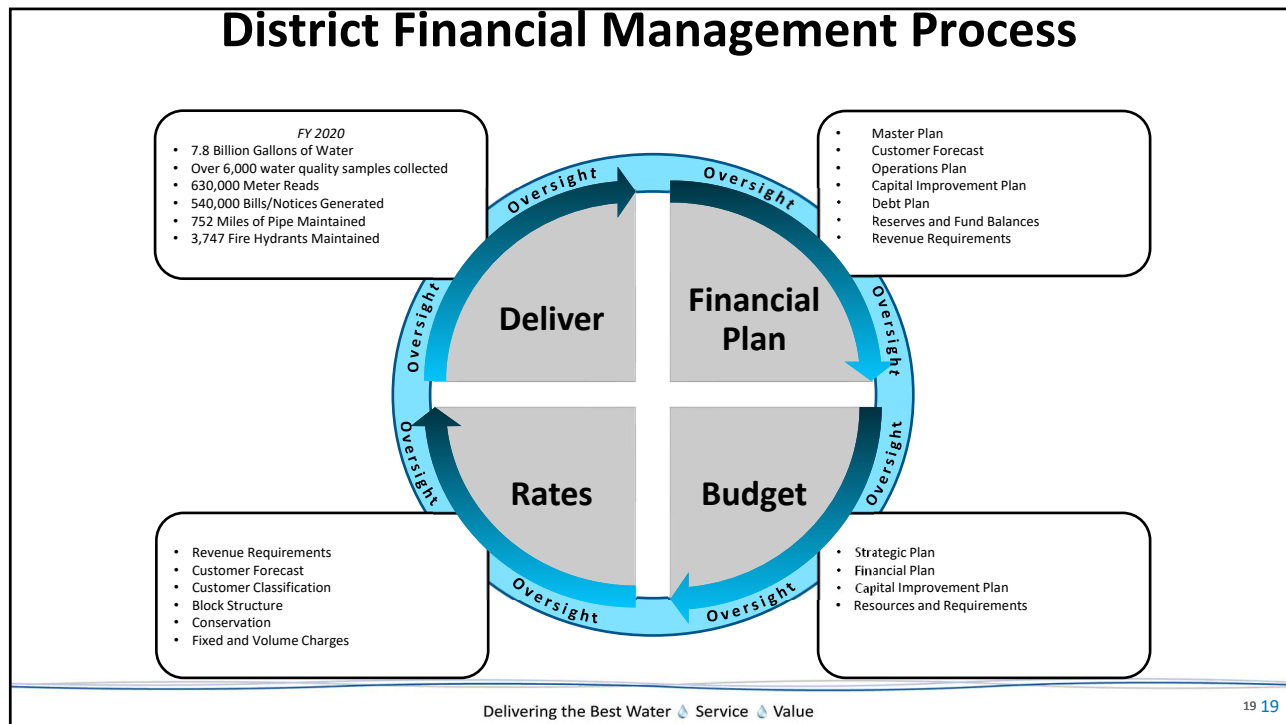 District Financial Management Process
FY 2020
• 7.8 Billion Gallons of Water
• Over 6,000 water quality samples collected
• 630,000 Meter Reads
• 540,000 Bills/Notices Generated
• 752 Miles of Pipe Maintained
• 3,747 Fire Hydrants Maintained
• Master Plan
• Customer Forecast
• Operations Plan
• Capital Improvement Plan
• Debt Plan
• Reserves and Fund Balances
• Revenue Requirements
Oversight
Oversight
Oversight
Oversight
Deliver
Financial
Plan
Rates
Budget
Oversight
Oversight
Oversight
Oversight
• Revenue Requirements
• Customer Forecast
• Customer Classification
• Block Structure
• Conservation
• Fixed and Volume Charges
• Strategic Plan
• Financial Plan
• Capital Improvement Plan
• Resources and Requirements
Delivering the Best Water Service Value
19 19